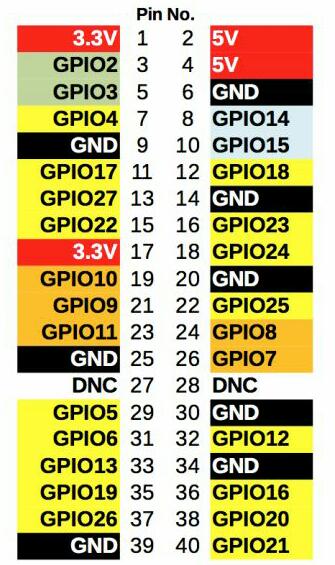 Pin No.
3.3V 1 2 5V
GPIO2 3 4 5V
GPIO3 5 6 GND
GPIO4 7 8 GPIO14
GND 9 10 GPIO15
GPIO17 11 12 GPIO18
GPIO27 13 14 GND
GPIO22 15 16 GPIO23
3.3V 17 18 GPIO24
GPIO10 19 20 GND
GPIO9 21 22 GPIO25
GPIO11 23 24 GPIO8
GND 25 26 GPIO7
DNC 27 28 DNC
GPIO5 29 30 GND
GPIO6 31 32 GPIO12
GPIO13 33 34 GND
GPIO19 35 36 GPIO16
GPIO26 37 38 GPIO20
GND 39 40 GPIO21